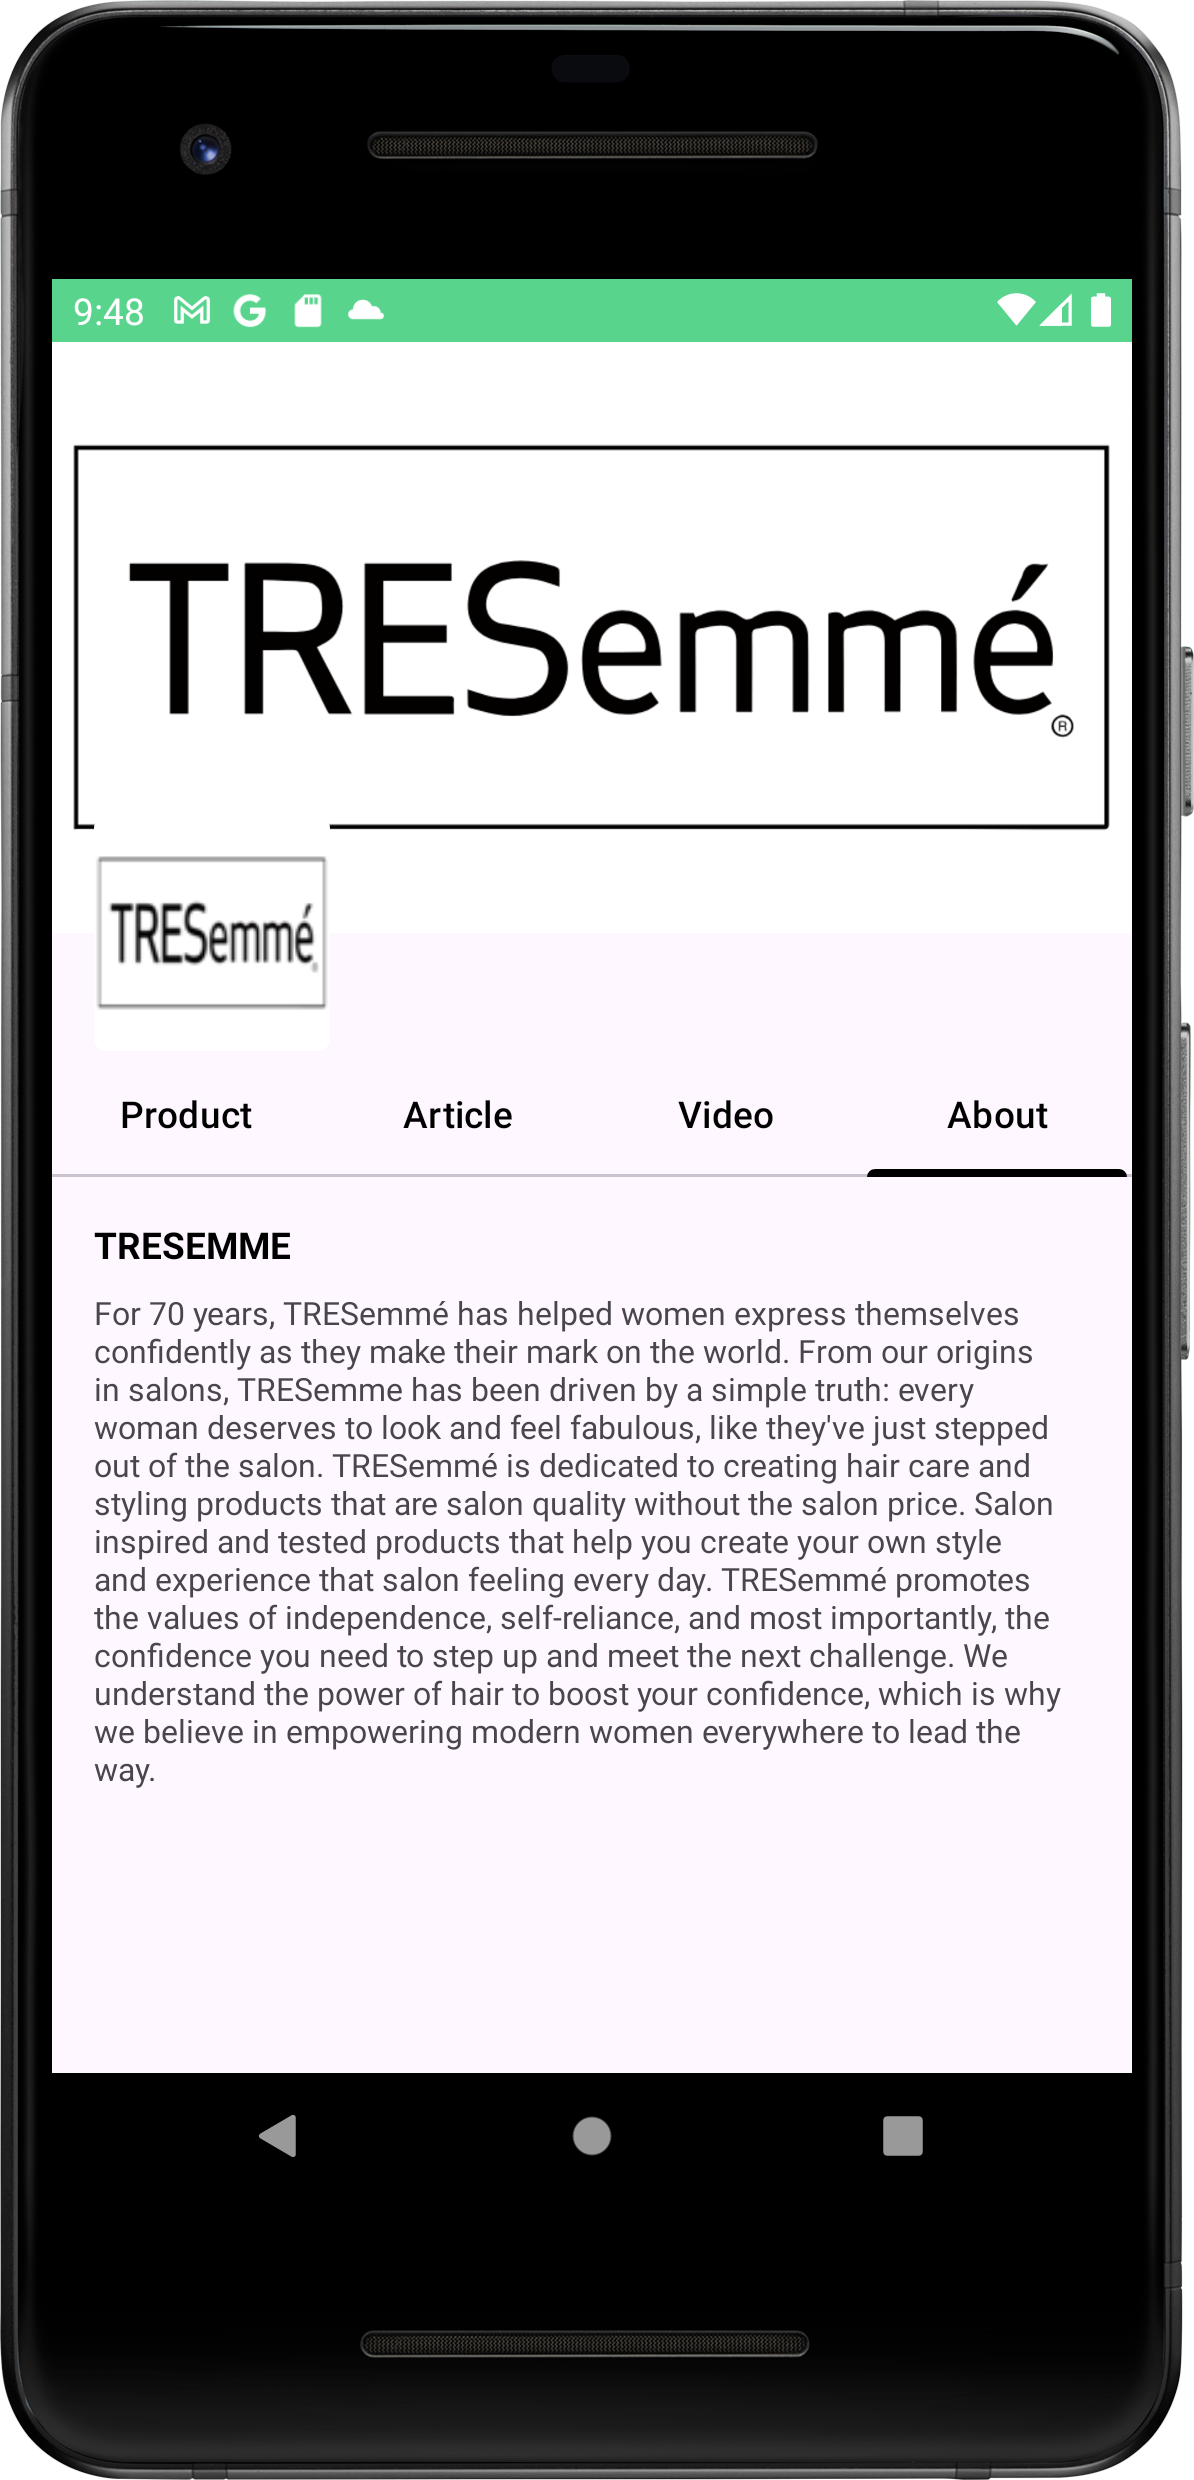 9:48
TRESemmé
®
TRESemmé
Product Article Video About
TRESEMME
For 70 years, TRESemmé has helped women express themselves
confidently as they make their mark on the world. From our origins
in salons, TRESemme has been driven by a simple truth: every
woman deserves to look and feel fabulous, like they've just stepped
out of the salon. TRESemmé is dedicated to creating hair care and
styling products that are salon quality without the salon price. Salon
inspired and tested products that help you create your own style
and experience that salon feeling every day. TRESemmé promotes
the values of independence, self-reliance, and most importantly, the
confidence you need to step up and meet the next challenge. We
understand the power of hair to boost your confidence, which is why
we believe in empowering modern women everywhere to lead the
way.